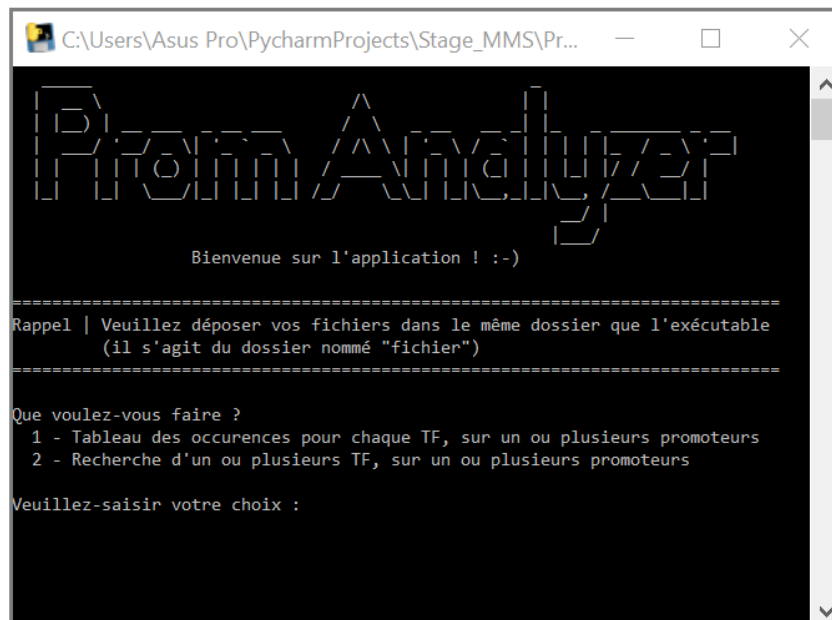 C:\Users\Asus Pro\PycharmProjects\Stage_MMS\Pr...
Prom Analyzer
Bienvenue sur l'application ! :-)
==============================================================================
Rappel | Veuillez déposer vos fichiers dans le même dossier que l'exécutable
(il s'agit du dossier nommé "fichier")
==============================================================================
Que voulez-vous faire ?
1 - Tableau des occurences pour chaque TF, sur un ou plusieurs promoteurs
2 - Recherche d'un ou plusieurs TF, sur un ou plusieurs promoteurs
Veuillez-saisir votre choix :